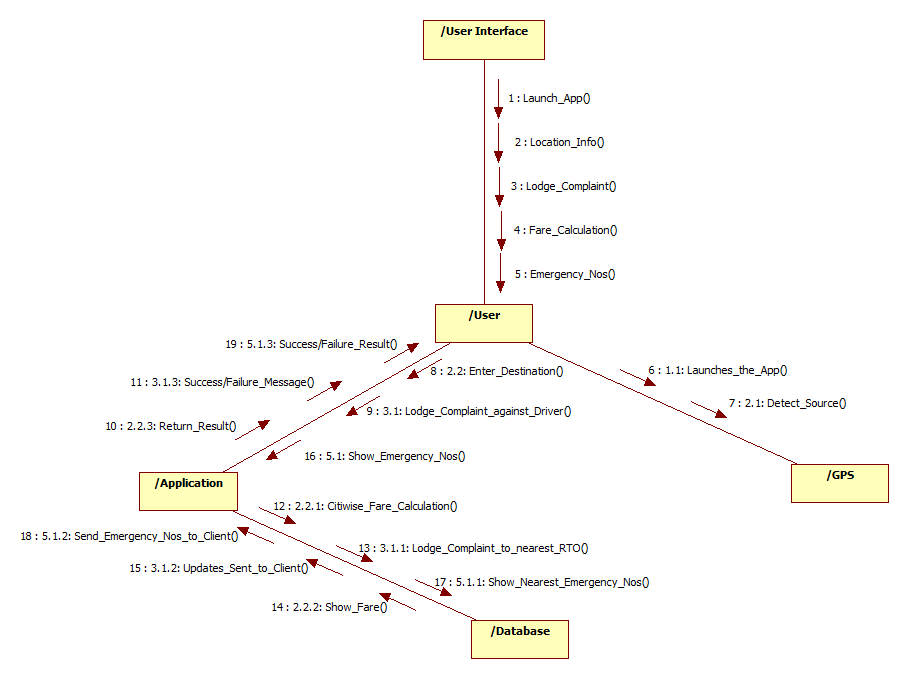 /User Interface
1 : Launch_App()
2 : Location_Info()
3 : Lodge_Complaint()
4 : Fare_Calculation()
5 : Emergency_Nos()
/User
19 : 5.1.3: Success/Failure_Result()
8 : 2.2: Enter_Destination()
6 : 1.1: Launches_the_App()
11 : 3.1.3: Success/Failure_Message()
7 : 2.1: Detect_Source()
9 : 3.1: Lodge_Complaint_against_Driver()
10 : 2.2.3: Return_Result()
16 : 5.1: Show_Emergency_Nos()
/Application
/GPS
12 : 2.2.1: Citiwise_Fare_Calculation()
18 : 5.1.2: Send_Emergency_Nos_to_Client()
13 : 3.1.1: Lodge_Complaint_to_nearest_RTO()
15 : 3.1.2: Updates_Sent_to_Client()
17 : 5.1.1: Show_Nearest_Emergency_Nos()
14 : 2.2.2: Show_Fare()
/Database